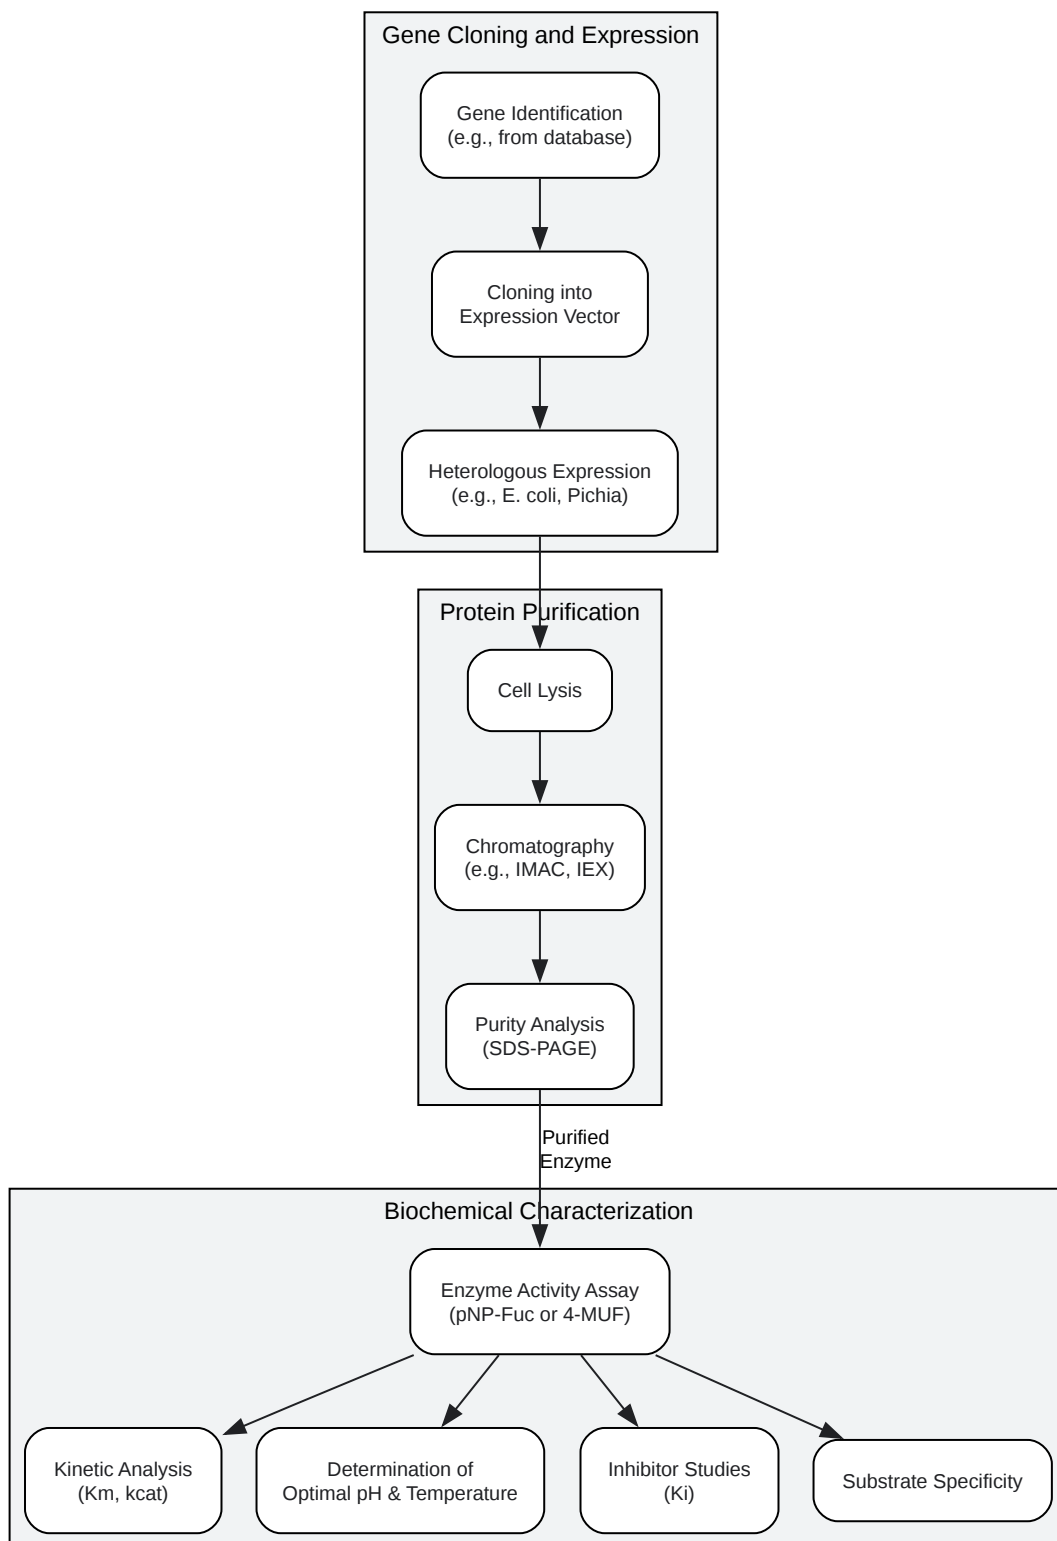 Gene Cloning and Expression
Gene Identification
(e.g., from database)
Cloning into
Expression Vector
Heterologous Expression
(e.g., E. coli, Pichia)
Protein Purification
Cell Lysis
Chromatography
(e.g., IMAC, IEX)
Purity Analysis
(SDS-PAGE)
Purified
Enzyme
Biochemical Characterization
Enzyme Activity Assay
(pNP-Fuc or 4-MUF)
Kinetic Analysis
(Km, kcat)
Determination of
Optimal pH & Temperature
Inhibitor Studies
(Ki)
Substrate Specificity